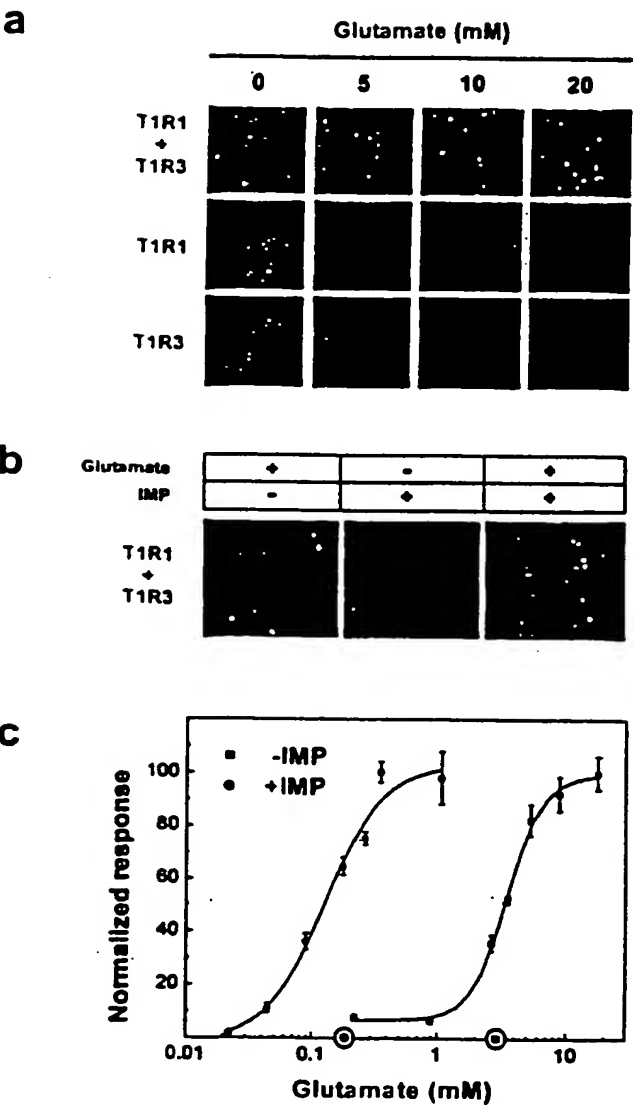 a
Glutamate (mM)
0 5 10 20
T1R1
+
T1R3
T1R1
T1R3
b
Glutamate + - +
IMP - + +
T1R1
+
T1R3
c
Normalized response
100
80
60
40
20
-IMP
+IMP
0.01 0.1 1 10
Glutamate (mM)